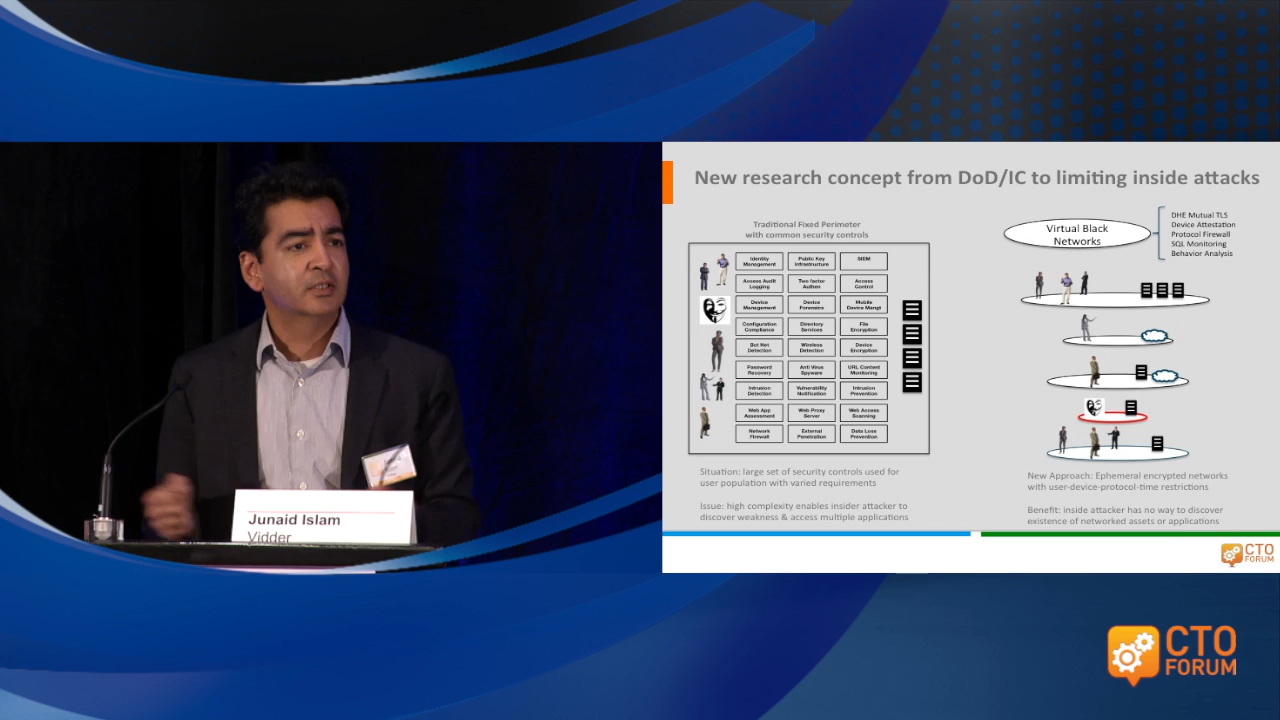 New research concept from DoD/IC to limiting inside attacks
Traditional Fixed Perimeter
with common security controls
Identity
Management
Public Key
Infrastructure
SIEM
Access Audit
Logging
Two factor
Authen
Access
Control
Device
Management
Device
Forensics
Mobile
Device Mangt
Configuration
Compliance
Directory
Services
File
Encryption
Bot Net
Detection
Wireless
Detection
Device
Encryption
Password
Recovery
Anti Virus
Spyware
URL Content
Monitoring
Intrusion
Detection
Vulnerability
Notification
Intrusion
Prevention
Web App
Assessment
Web Proxy
Server
Web Access
Scanning
Network
Firewall
External
Penetration
Data Loss
Prevention
Situation: large set of security controls used for
user population with varied requirements
Issue: high complexity enables insider attacker to
discover weakness & access multiple applications
Virtual Black
Networks
DHE Mutual TLS
Device Attestation
Protocol Firewall
SQL Monitoring
Behavior Analysis
New Approach: Ephemeral encrypted networks
with user-device-protocol-time restrictions
Benefit: inside attacker has no way to discover
existence of networked assets or applications
CTO
FORUM
Junaid Islam
Vidder
CTO
FORUM